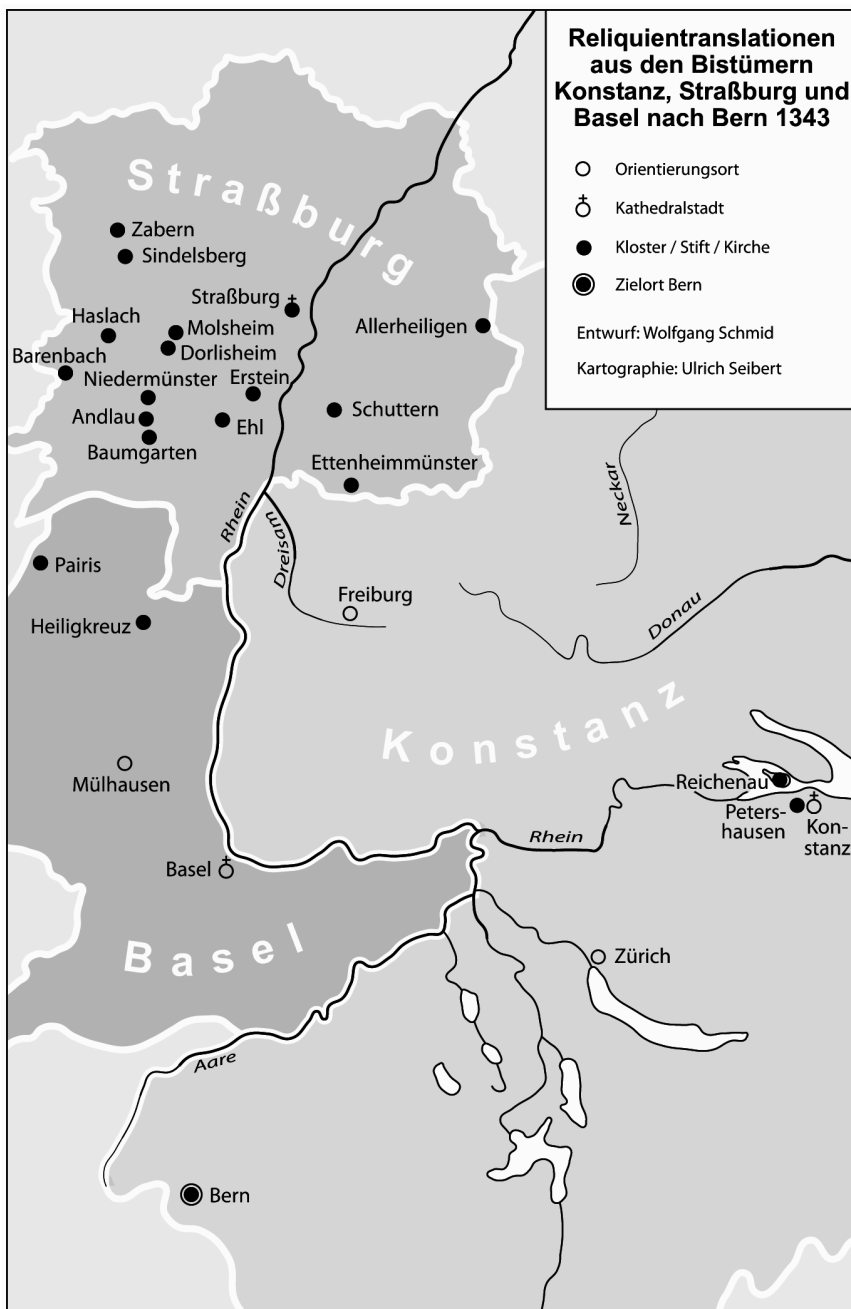 Reliquientranslationen
aus den Bistümern
Konstanz, Straßburg und
Basel nach Bern 1343
Orientierungsort
Kathedralstadt
Kloster / Stift / Kirche
Zielort Bern
Entwurf: Wolfgang Schmid
Kartographie: Ulrich Seibert
Straßburg
Zabern
Sindelsberg
Straßburg
Haslach
Molsheim
Allerheiligen
Dorlisheim
Barenbach
Niedermünster
Erstein
Andlau
Ehl
Schuttern
Baumgarten
Ettenheimmünster
Rhein
Dreisam
Neckar
Pairis
Freiburg
Donau
Heiligkreuz
Konstanz
Mülhausen
Reichenau
Peters-
hausen
Kon-
stanz
Rhein
Basel
Basel
Zürich
Aare
Bern